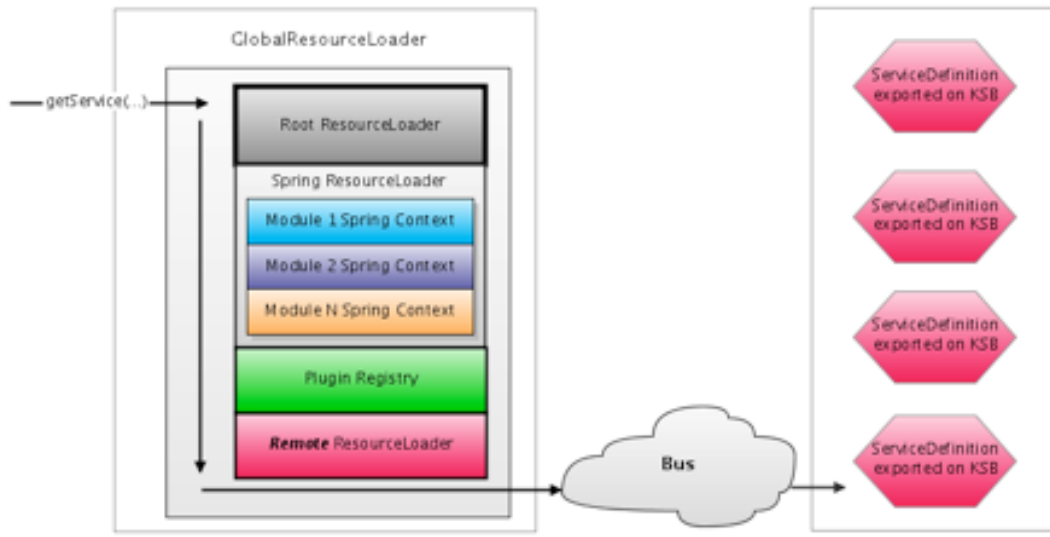 GlobalResourceLoader
getService(...)
Root ResourceLoader
Spring ResourceLoader
Module 1 Spring Context
Module 2 Spring Context
Module N Spring Context
Plugin Registry
Remote ResourceLoader
Bus
ServiceDefinition
exported on KSB
ServiceDefinition
exported on KSB
ServiceDefinition
exported on KSB
ServiceDefinition
exported on KSB